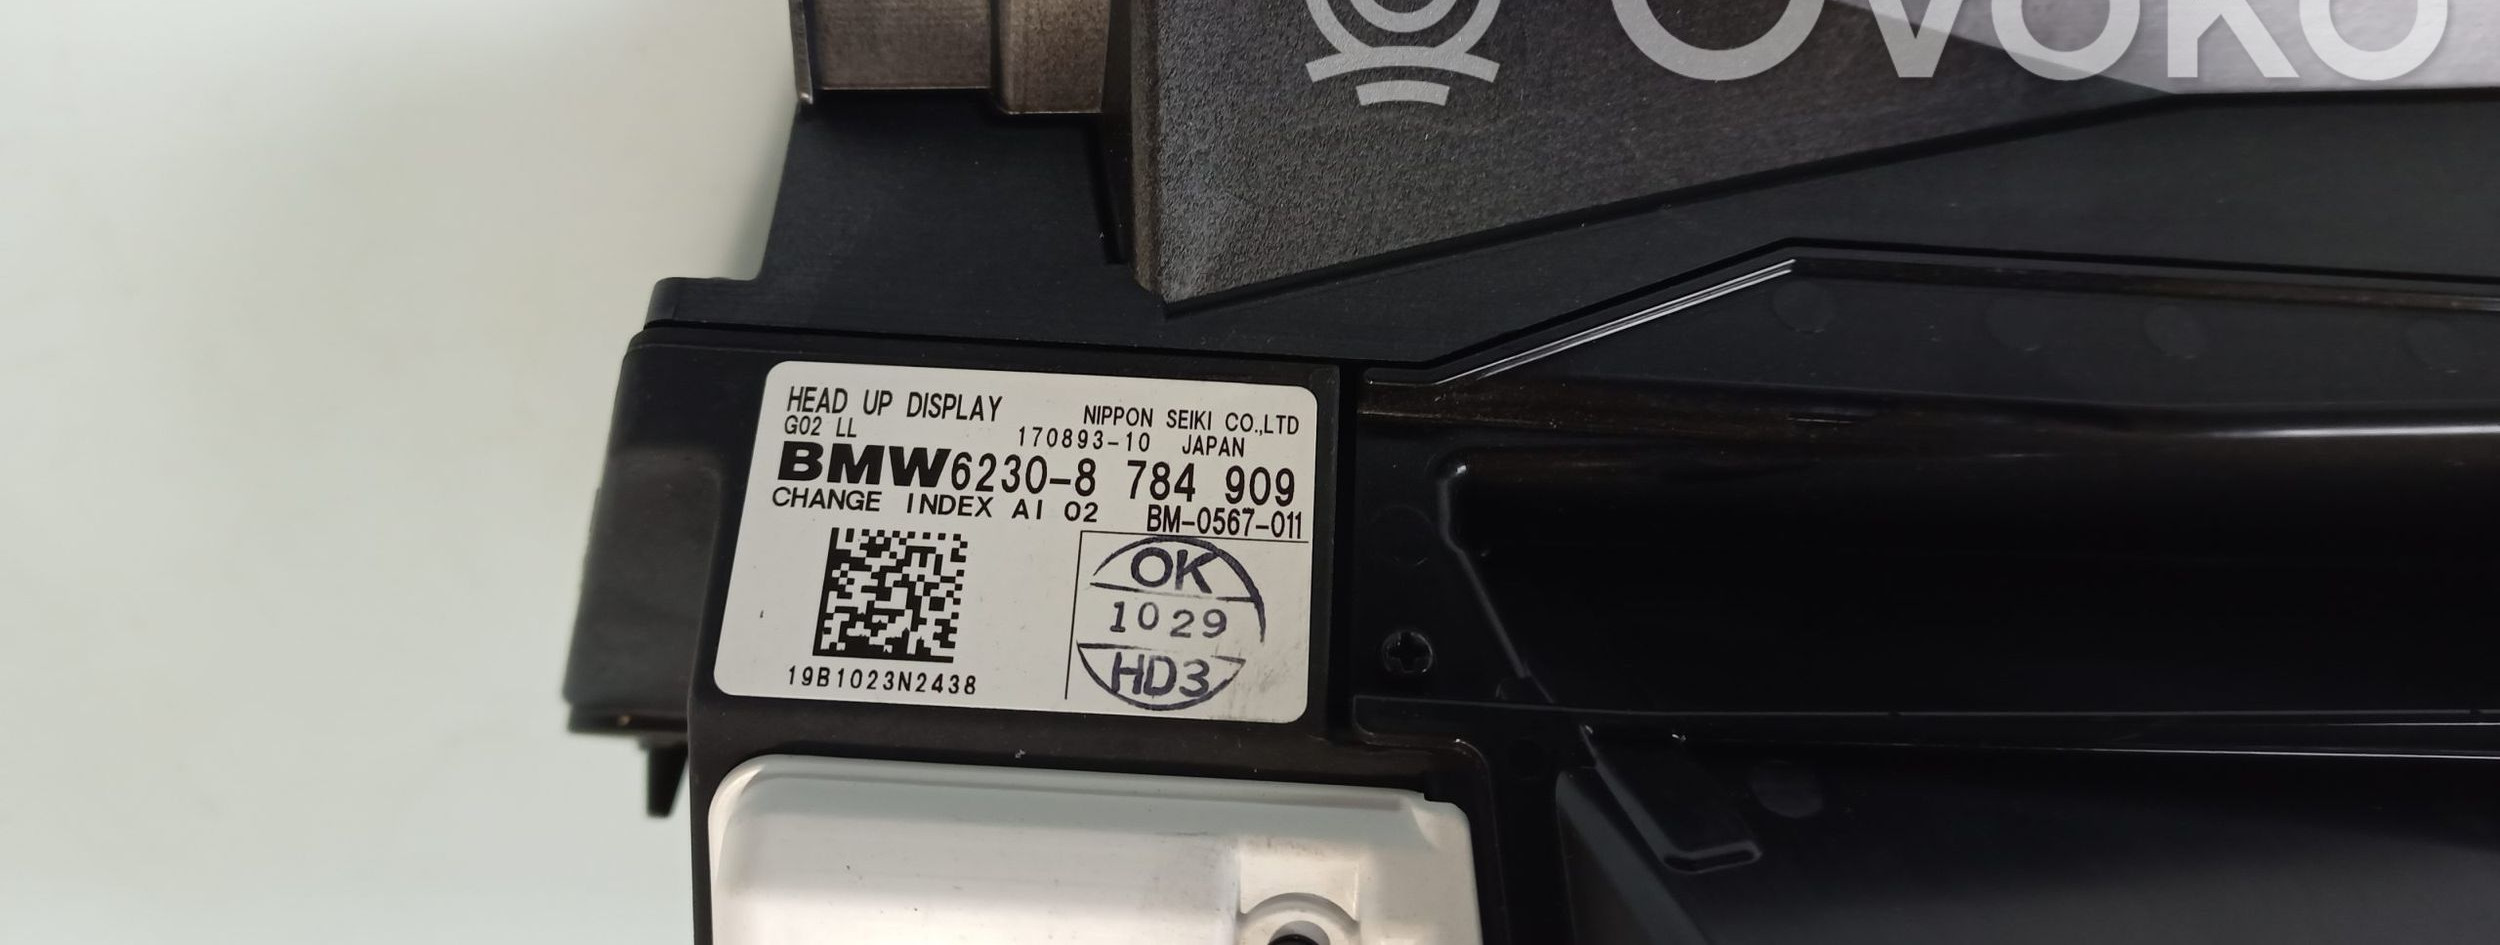 OVOKO
HEAD UP DISPLAY
NIPPON SEIKI CO.,LTD
G02 LL
170893-10 JAPAN
BMW6230-8 784 909
CHANGE INDEX AI 02 BM-0567-011
OK
1029
HD3
19B1023N2438